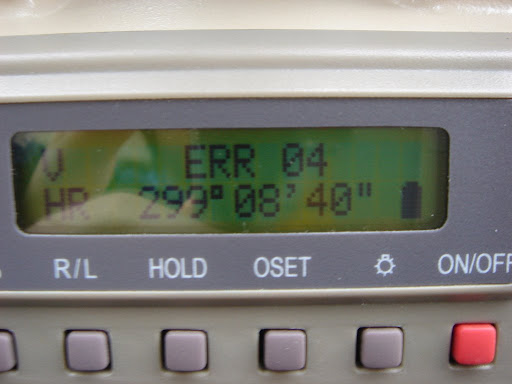 V ERR 04
HR 299°08'40"
R/L HOLD OSET ON/OFF